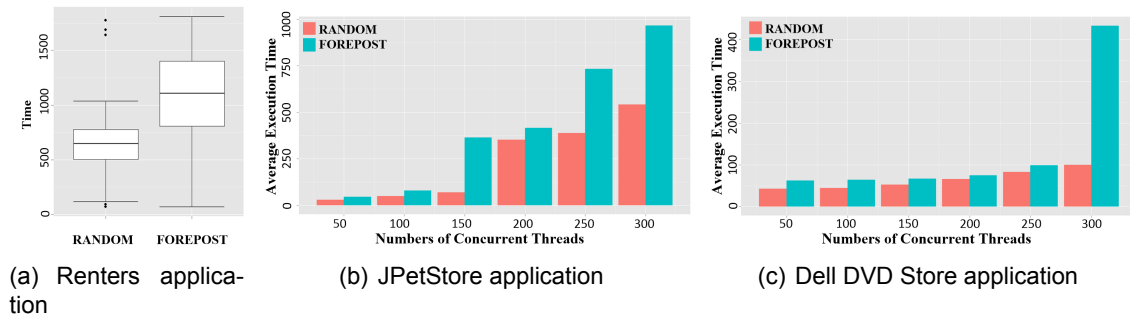 Time
1500
1000
500
0
RANDOM FOREPOST
(a) Renters applica-
tion
RANDOM
FOREPOST
Average Execution Time
1000
750
500
250
0
50 100 150 200 250 300
Numbers of Concurrent Threads
(b) JPetStore application
RANDOM
FOREPOST
Average Execution Time
400
300
200
100
0
50 100 150 200 250 300
Numbers of Concurrent Threads
(c) Dell DVD Store application